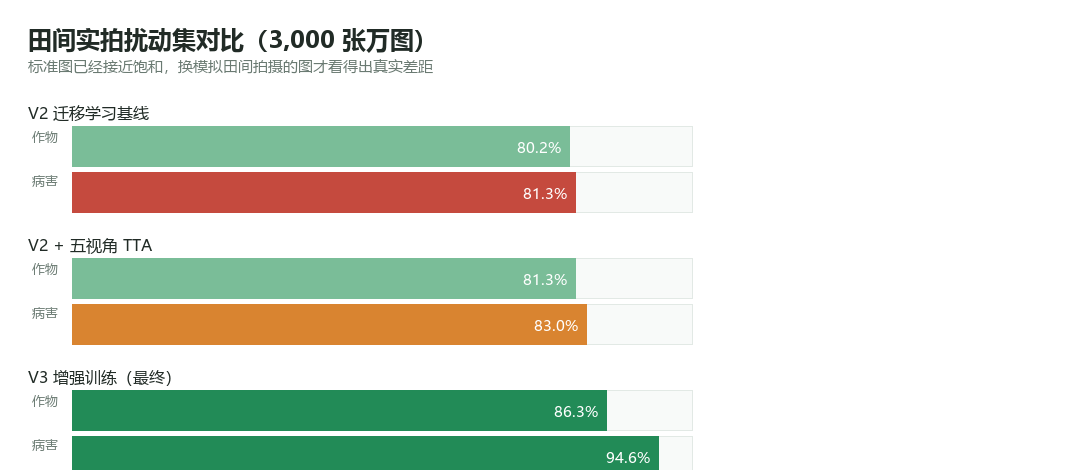 田间实拍扰动集对比（3,000 张万图）
标准图已经接近饱和，换模拟田间拍摄的图才看得出真实差距
V2 迁移学习基线
作物
80.2%
病害
81.3%
V2 + 五视角 TTA
作物
81.3%
病害
83.0%
V3 增强训练（最终）
作物
86.3%
病害
94.6%